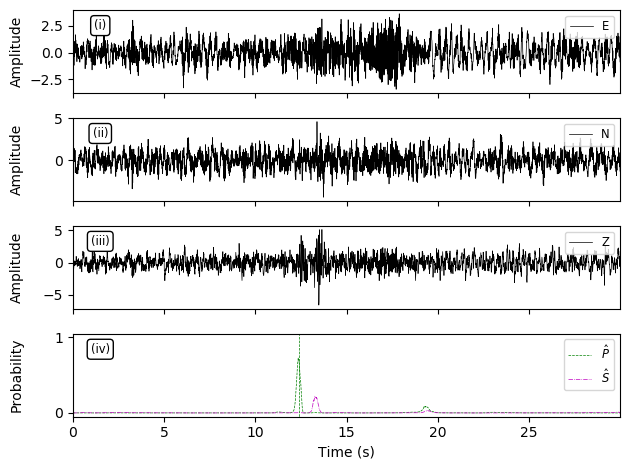 (i)
E
Amplitude
2.5
0.0
−2.5
(ii)
N
Amplitude
5
0
(iii)
Z
Amplitude
5
0
−5
(iv)
P̂
Ŝ
Probability
1
0
0 5 10 15 20 25
Time (s)